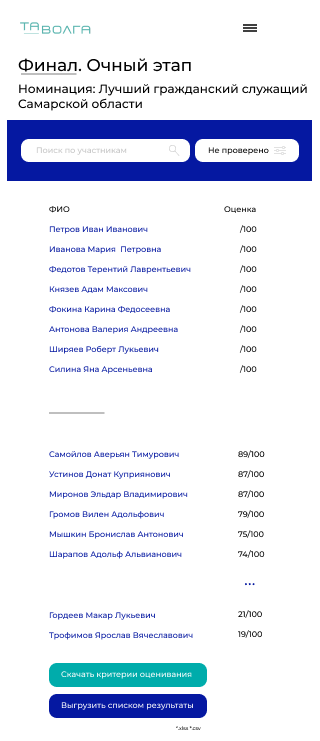 ТАВОЛГА
Финал. Очный этап
Номинация: Лучший гражданский служащий
Самарской области
Поиск по участникам
Не проверено
ФИО Оценка
Петров Иван Иванович /100
Иванова Мария Петровна /100
Федотов Терентий Лаврентьевич /100
Князев Адам Максович /100
Фокина Карина Федосеевна /100
Антонова Валерия Андреевна /100
Ширяев Роберт Лукьевич /100
Силина Яна Арсеньевна /100
Самойлов Аверьян Тимурович 89/100
Устинов Донат Куприянович 87/100
Миронов Эльдар Владимирович 87/100
Громов Вилен Адольфович 79/100
Мышкин Бронислав Антонович 75/100
Шарапов Адольф Альвианович 74/100
...
Гордеев Макар Лукьевич 21/100
Трофимов Ярослав Вячеславович 19/100
Скачать критерии оценивания
Выгрузить списком результаты
*.xlsx *.csv